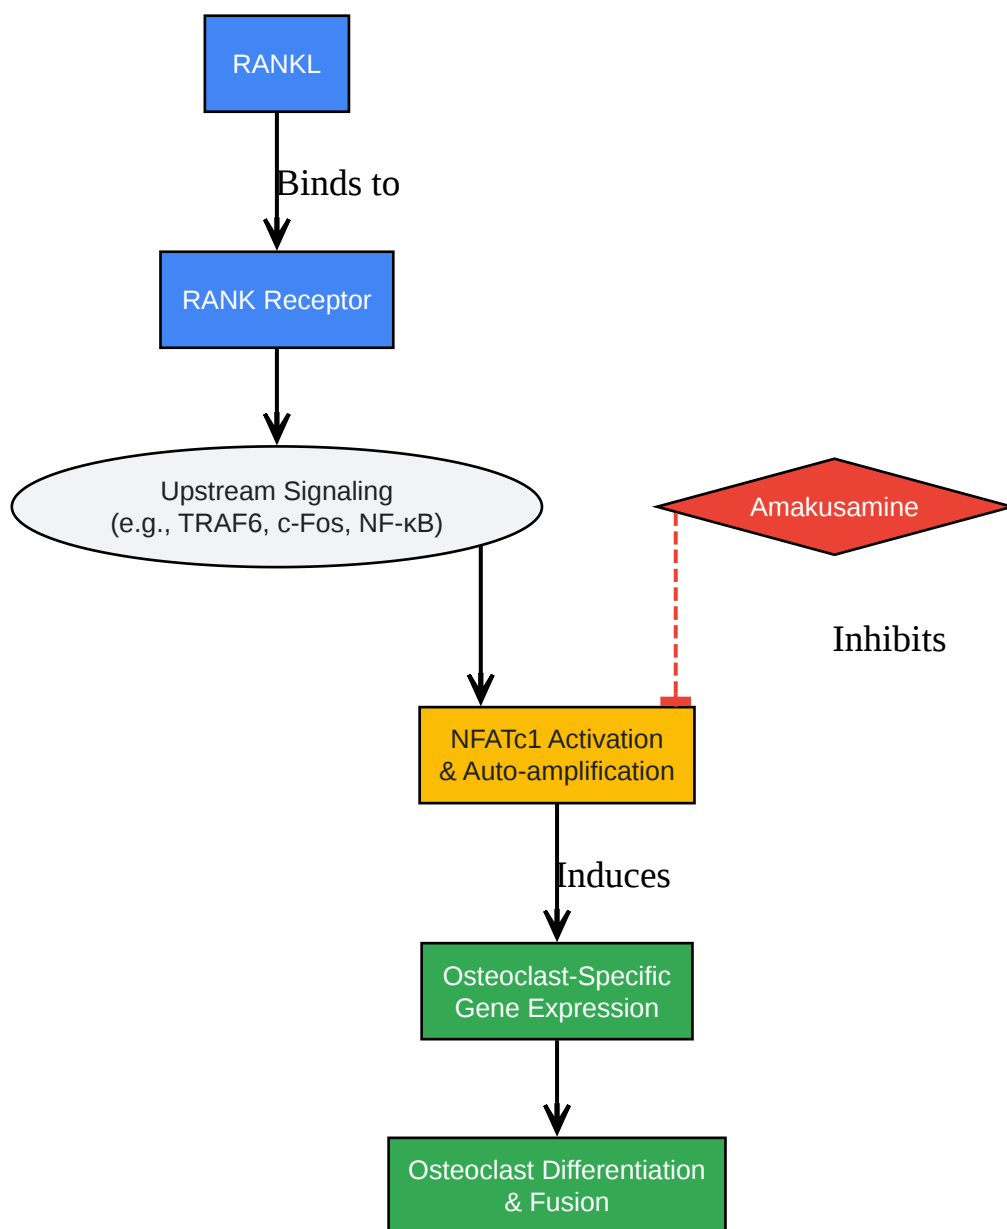 RANKL
Binds to
RANK Receptor
Upstream Signaling
(e.g., TRAF6, c-Fos, NF-κB)
Amakusamine
Inhibits
NFATc1 Activation
& Auto-amplification
Induces
Osteoclast-Specific
Gene Expression
Osteoclast Differentiation
& Fusion